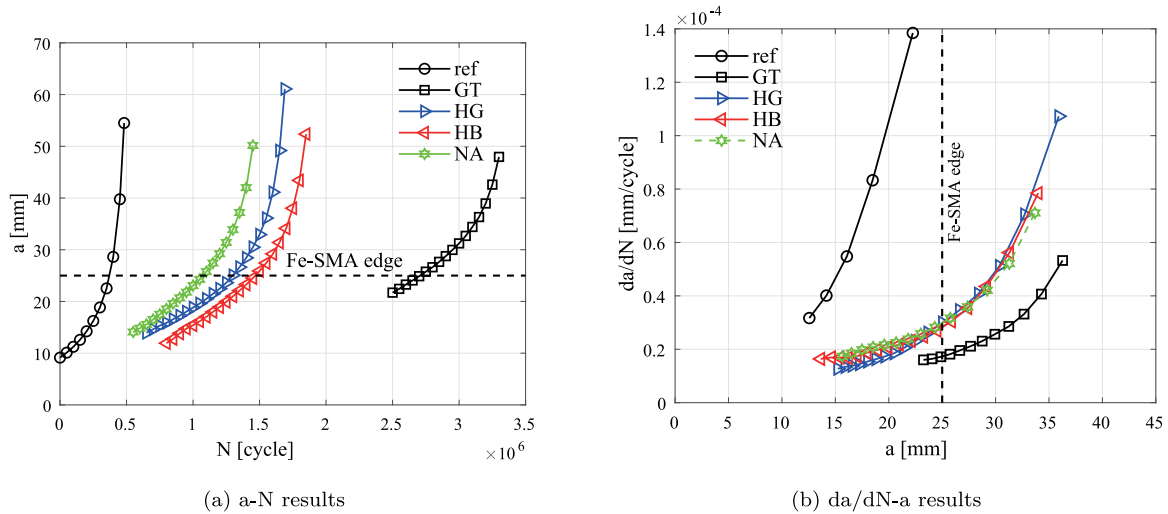 70
60
50
40
30
20
10
0
a [mm]
ref
GT
HG
HB
NA
Fe-SMA edge
0 0.5 1 1.5 2 2.5 3 3.5
N [cycle]
×10⁶
(a) a-N results
×10⁻⁴
1.4
1.2
1
0.8
0.6
0.4
0.2
0
da/dN [mm/cycle]
ref
GT
HG
HB
NA
Fe-SMA edge
0 5 10 15 20 25 30 35 40 45
a [mm]
(b) da/dN-a results